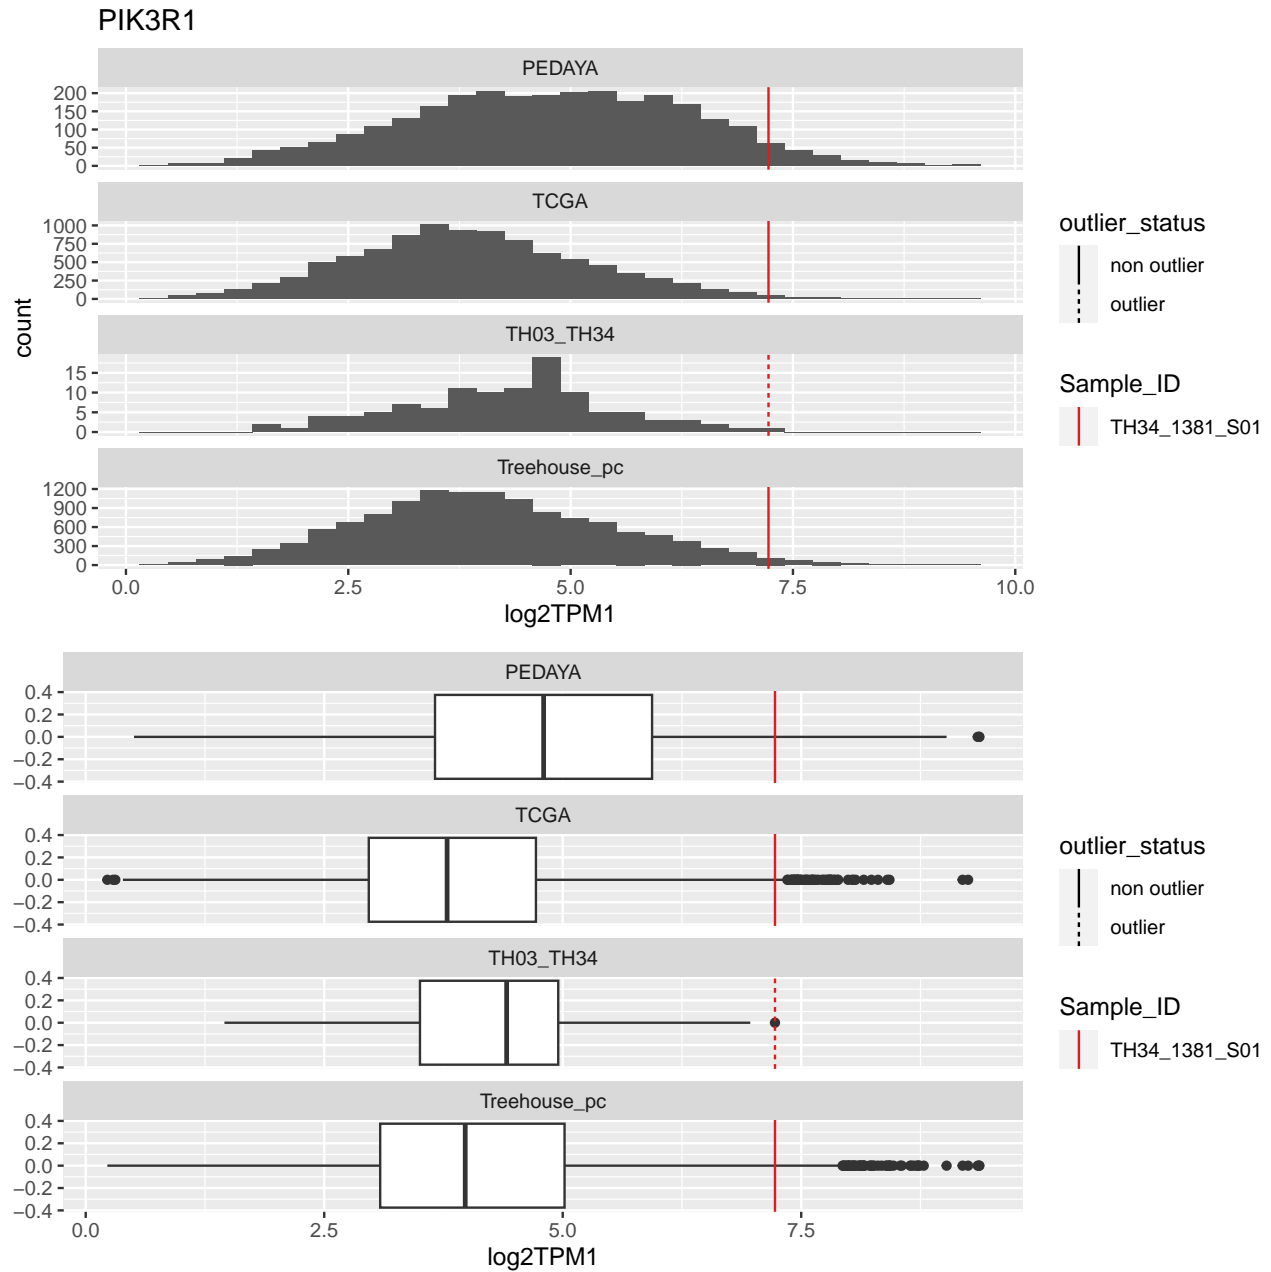 PIK3R1
PEDAYA
200
150
100
50
0
TCGA
1000
750
500
250
0
TH03_TH34
15
10
5
0
Treehouse_pc
1200
900
600
300
0
0.0 2.5 5.0 7.5 10.0
log2TPM1
count
outlier_status
non outlier
outlier
Sample_ID
TH34_1381_S01
PEDAYA
0.4
0.2
0.0
−0.2
−0.4
TCGA
0.4
0.2
0.0
−0.2
−0.4
TH03_TH34
0.4
0.2
0.0
−0.2
−0.4
Treehouse_pc
0.4
0.2
0.0
−0.2
−0.4
0.0 2.5 5.0 7.5
log2TPM1
outlier_status
non outlier
outlier
Sample_ID
TH34_1381_S01